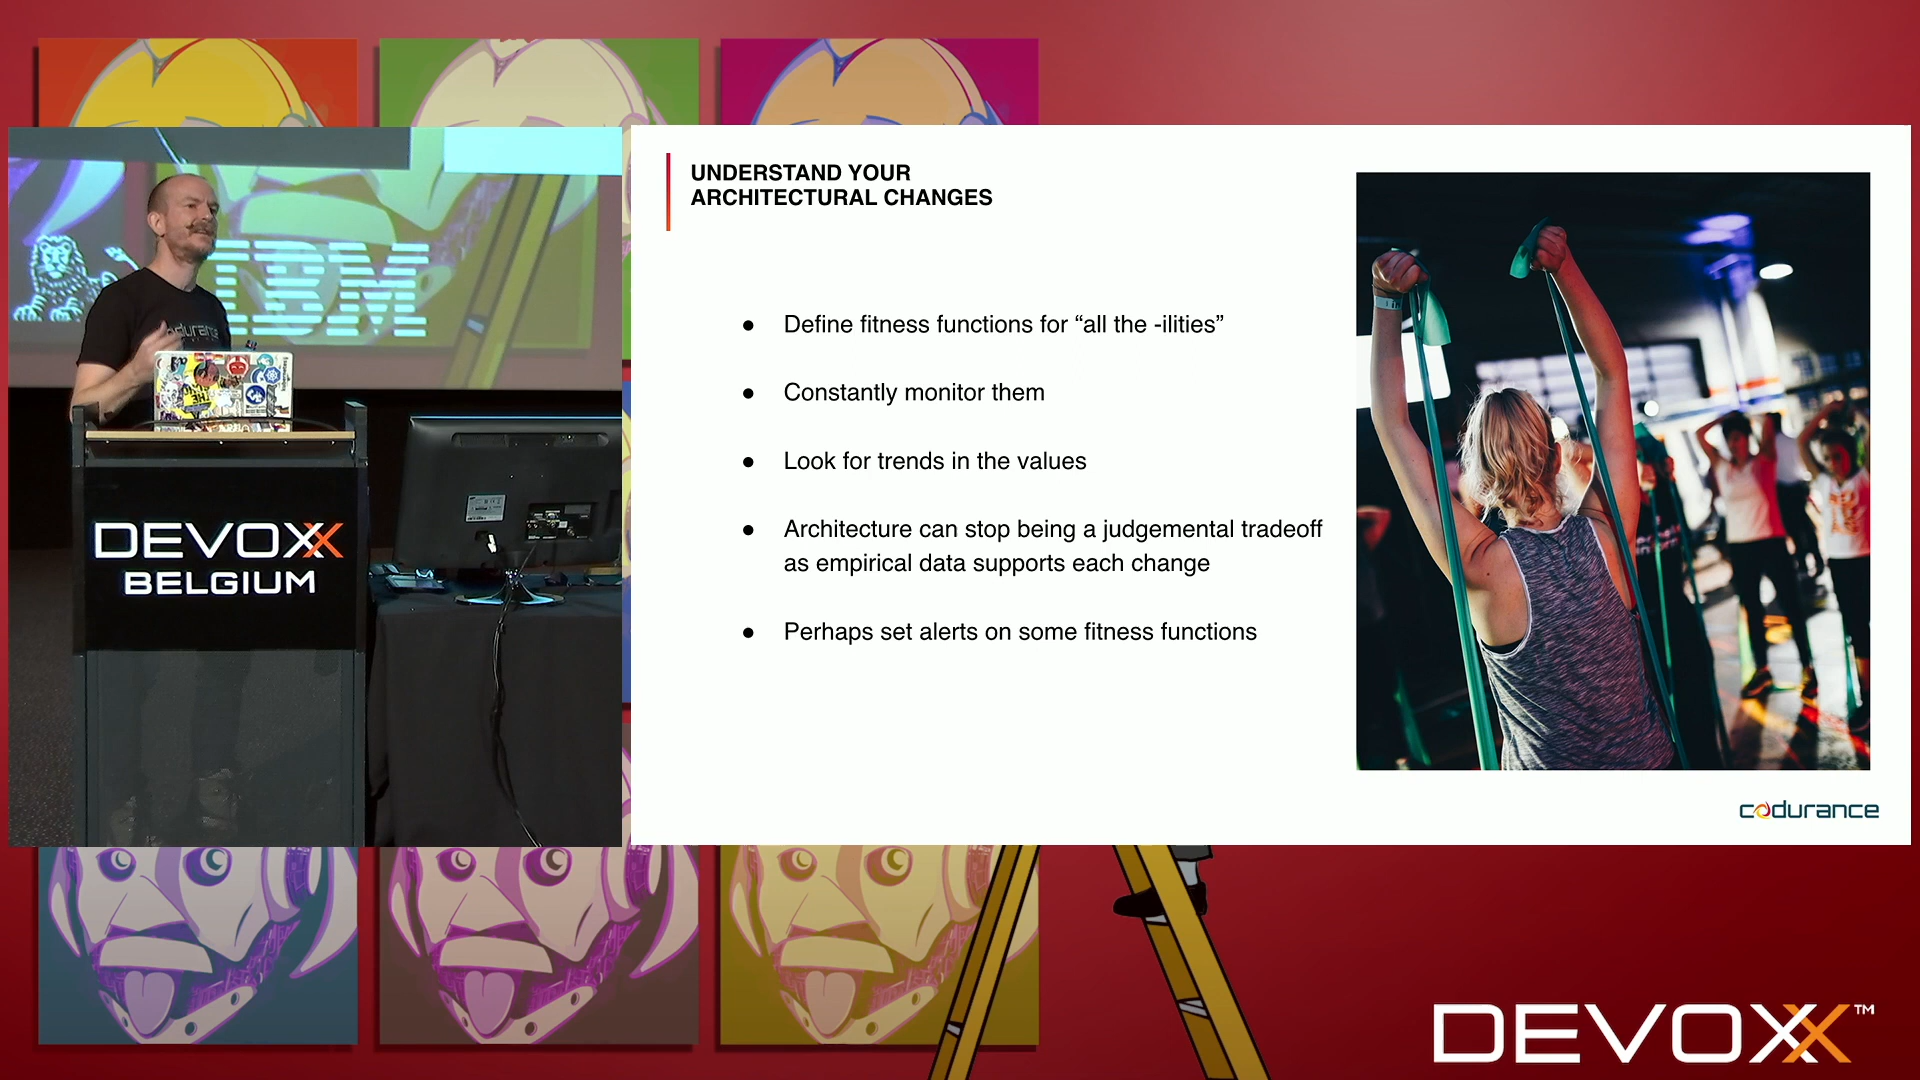 UNDERSTAND YOUR
ARCHITECTURAL CHANGES
● Define fitness functions for “all the -ilities”
● Constantly monitor them
● Look for trends in the values
● Architecture can stop being a judgemental tradeoff
as empirical data supports each change
● Perhaps set alerts on some fitness functions
codurance
IBM
codurance
DEVOXX
BELGIUM
DEVOXX™